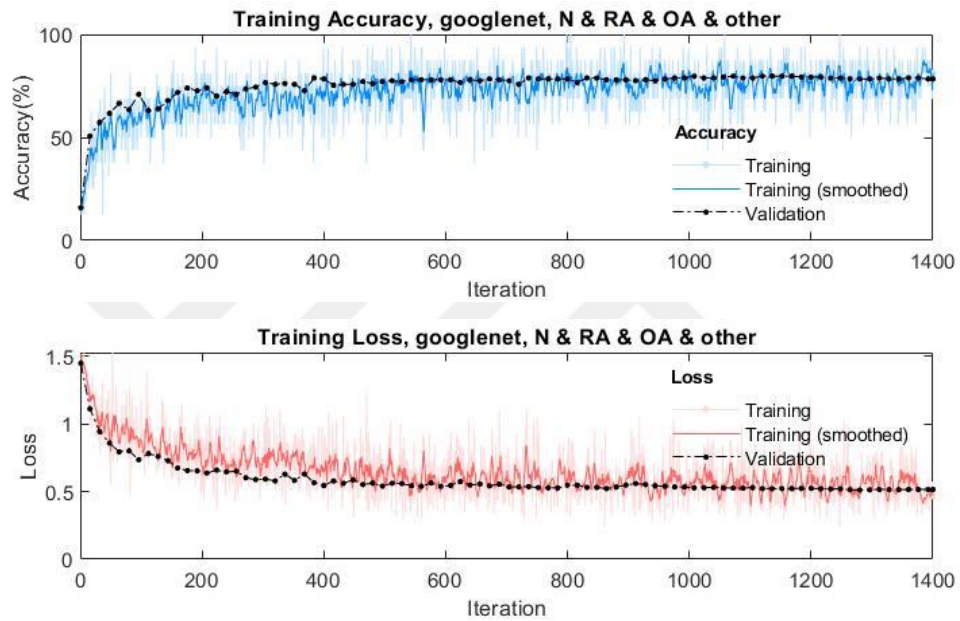 Training Accuracy, googlenet, N & RA & OA & other
100
50
0
Accuracy(%)
Accuracy
Training
Training (smoothed)
Validation
0 200 400 600 800 1000 1200 1400
Iteration
Training Loss, googlenet, N & RA & OA & other
1.5
1
0.5
0
Loss
Loss
Training
Training (smoothed)
Validation
0 200 400 600 800 1000 1200 1400
Iteration